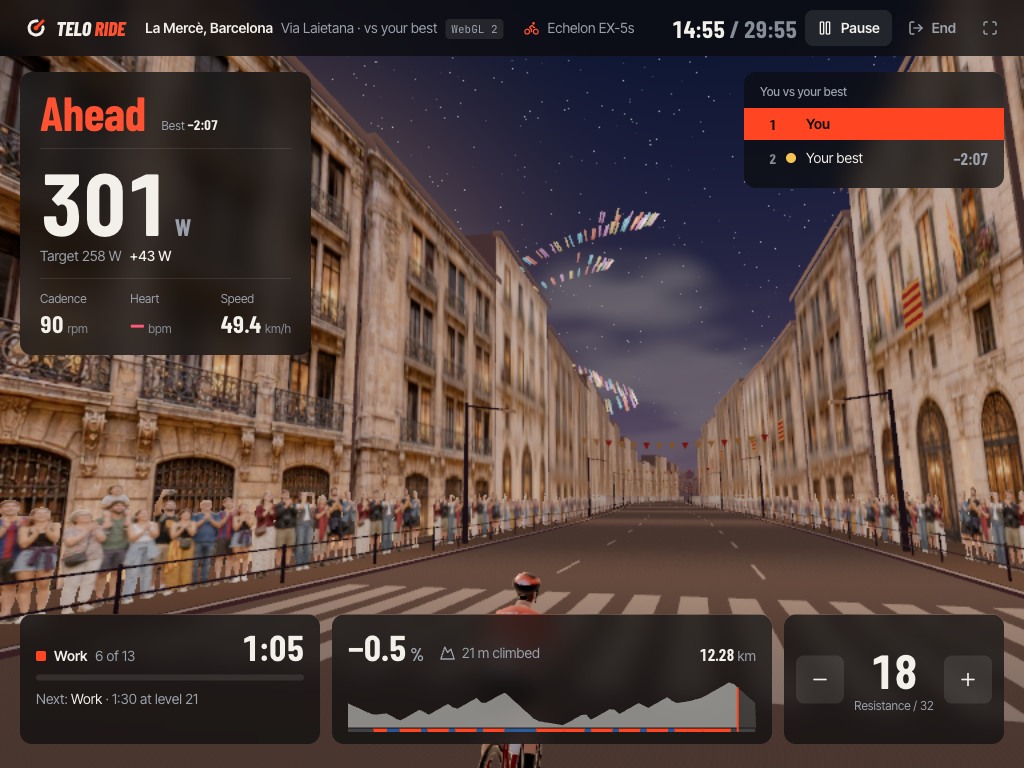 TELO RIDE
La Mercè, Barcelona Via Laietana · vs your best WebGL 2 Echelon EX-5s 14:55 / 29:55 Pause End
Ahead Best −2:07
301 W
Target 258 W +43 W
Cadence Heart Speed
90 rpm — bpm 49.4 km/h
You vs your best
1 You
2 Your best −2:07
Work 6 of 13 1:05
Next: Work · 1:30 at level 21
−0.5 % 21 m climbed 12.28 km
− 18 +
Resistance / 32